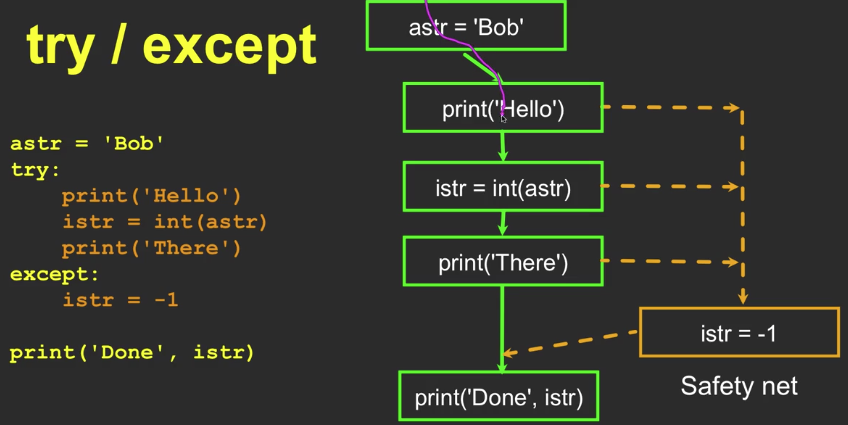 try / except
astr = 'Bob'
try:
    print('Hello')
    istr = int(astr)
    print('There')
except:
    istr = -1
print('Done', istr)
astr = 'Bob'
print('Hello')
istr = int(astr)
print('There')
istr = -1
Safety net
print('Done', istr)